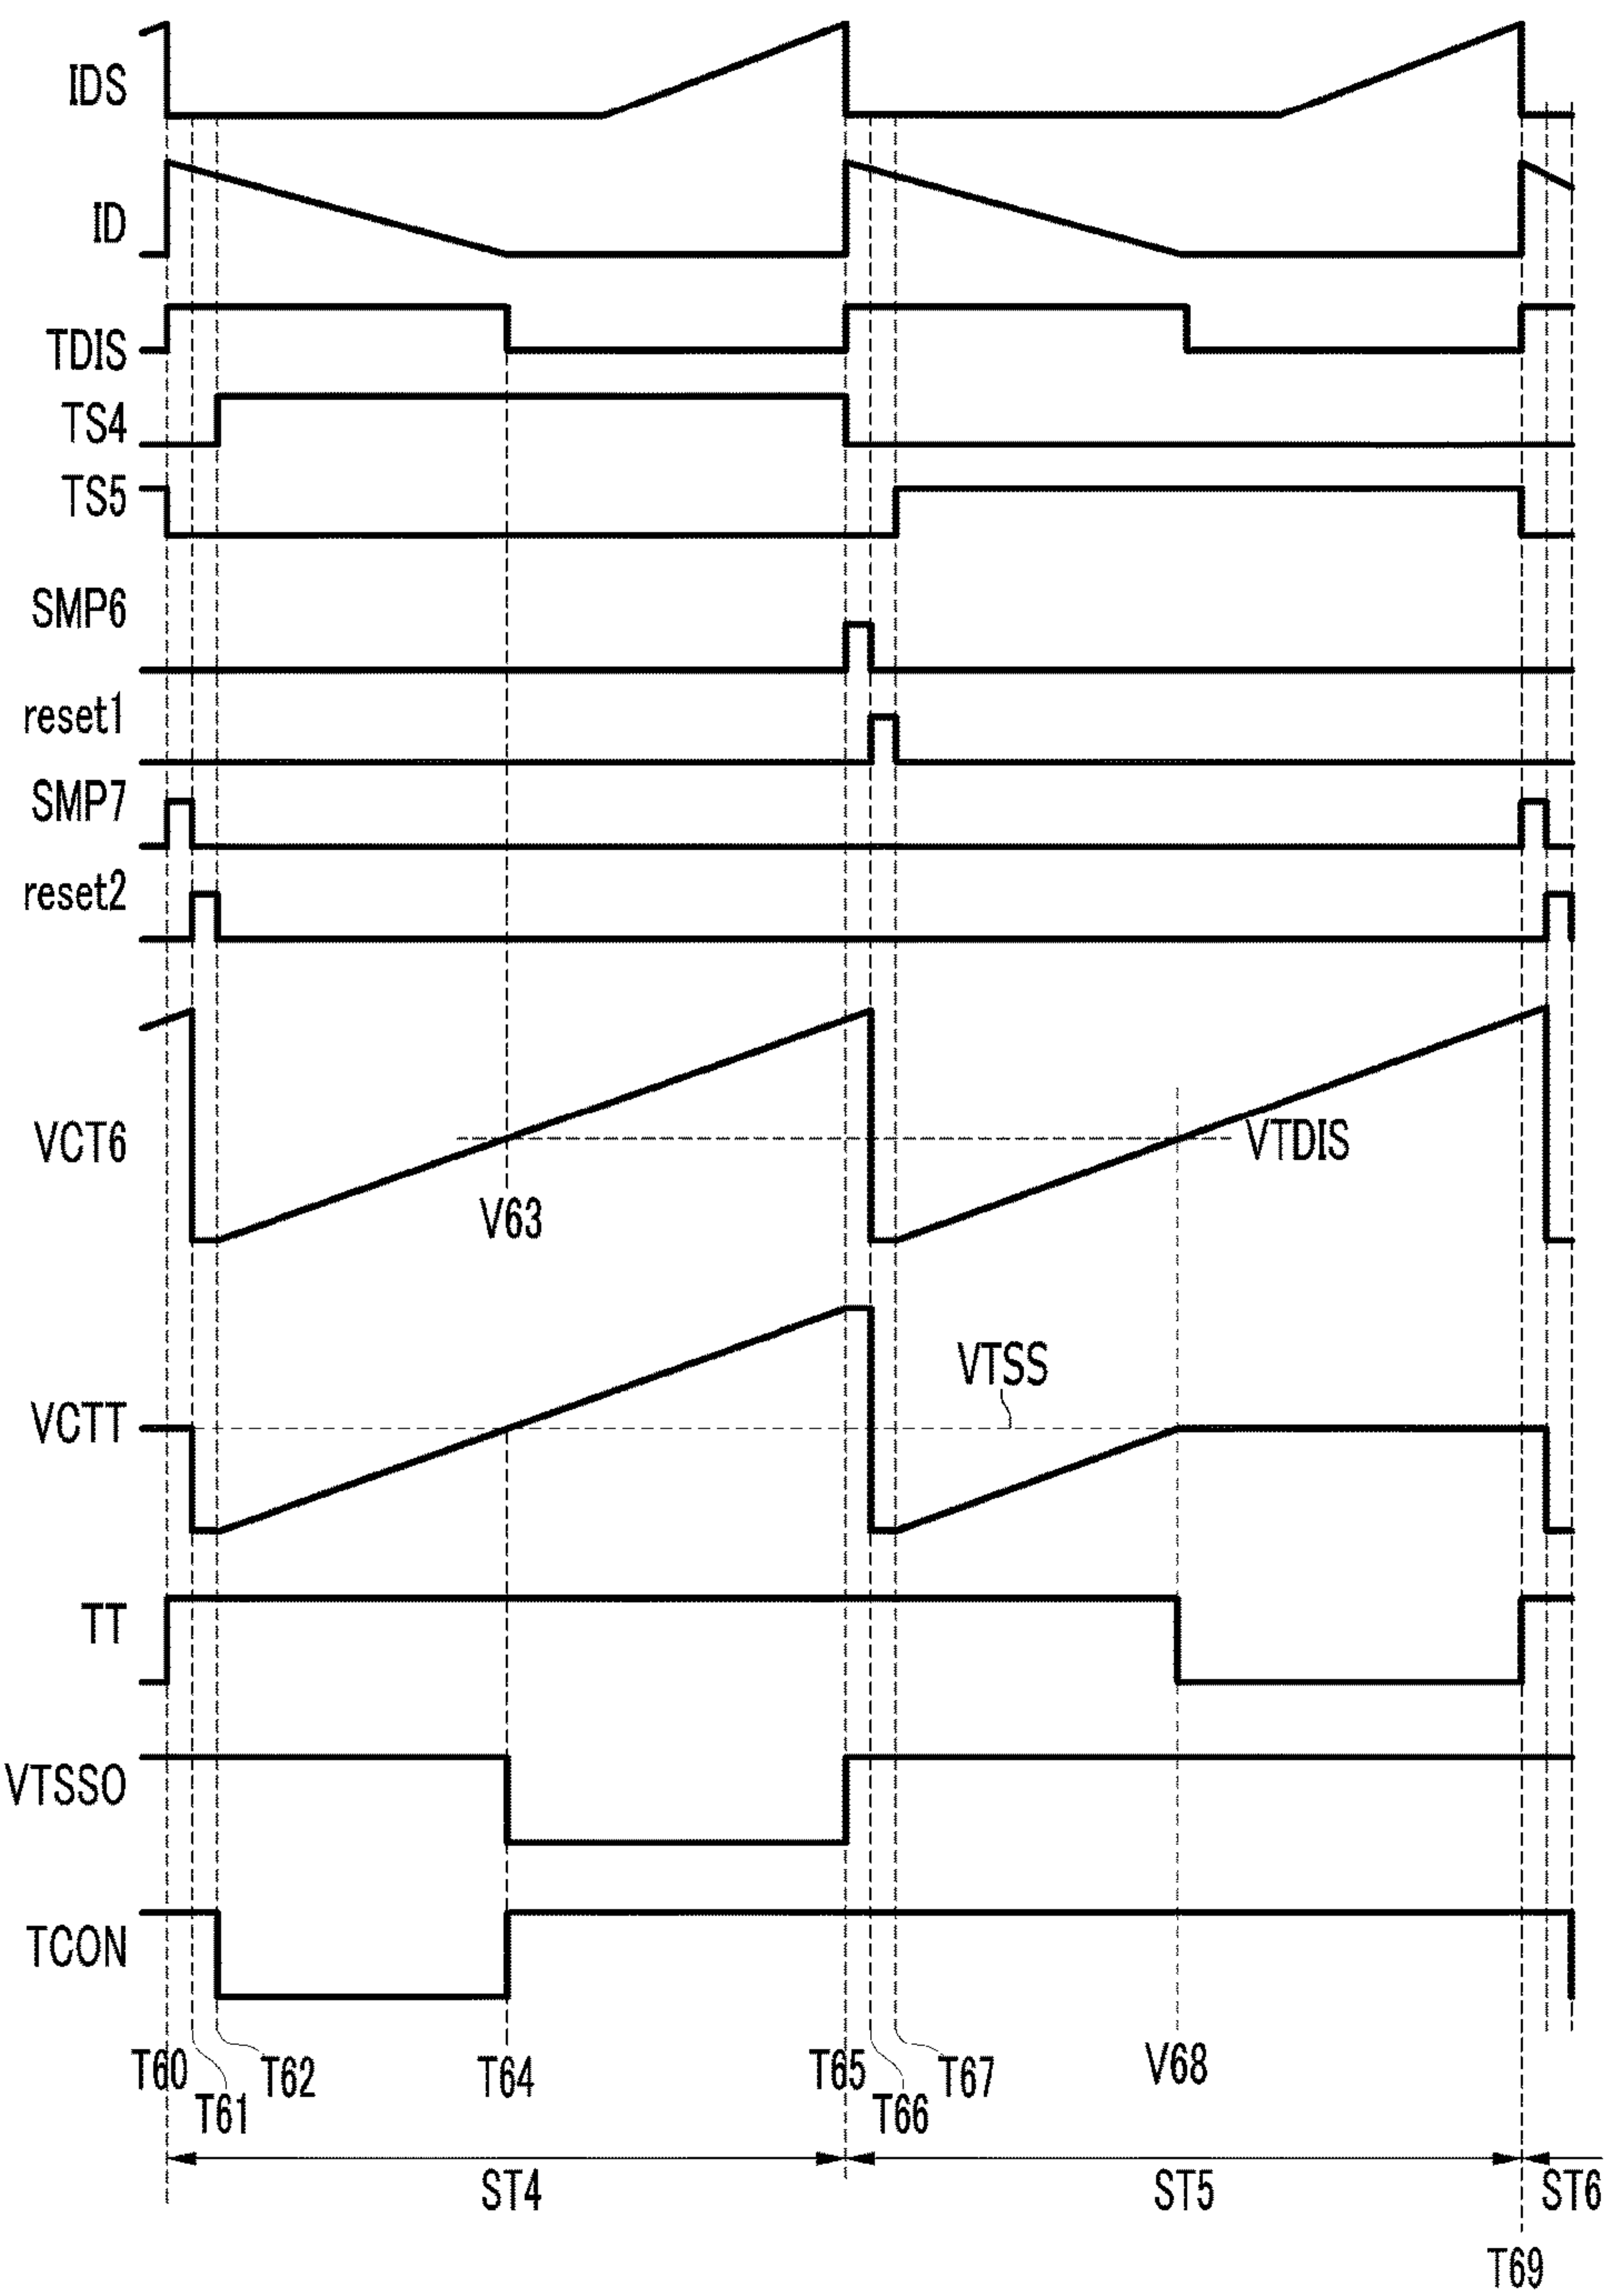 IDS
ID
TDIS
TS4
TS5
SMP6
reset1
SMP7
reset2
VCT6
VTDIS
V63
VTSS
VCTT
TT
VTSSO
TCON
T60
T62
T64
T65
T67
V68
T61
T66
ST4
ST5
ST6
T69